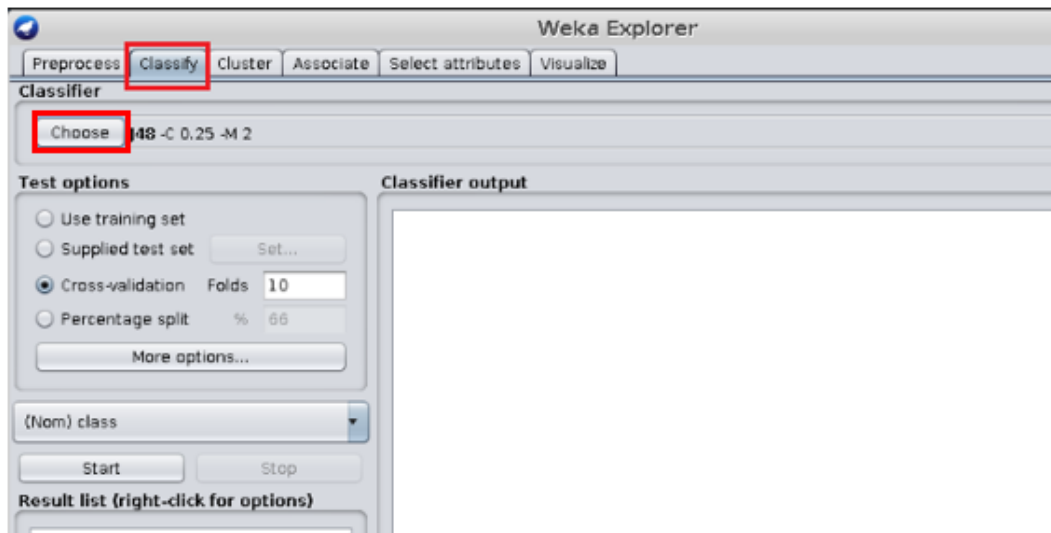 Weka Explorer
Preprocess Classify Cluster Associate Select attributes Visualize
Classifier
Choose J48 -C 0.25 -M 2
Test options
Use training set
Supplied test set Set...
Cross-validation Folds 10
Percentage split % 66
More options...
(Nom) class
Start Stop
Result list (right-click for options)
Classifier output